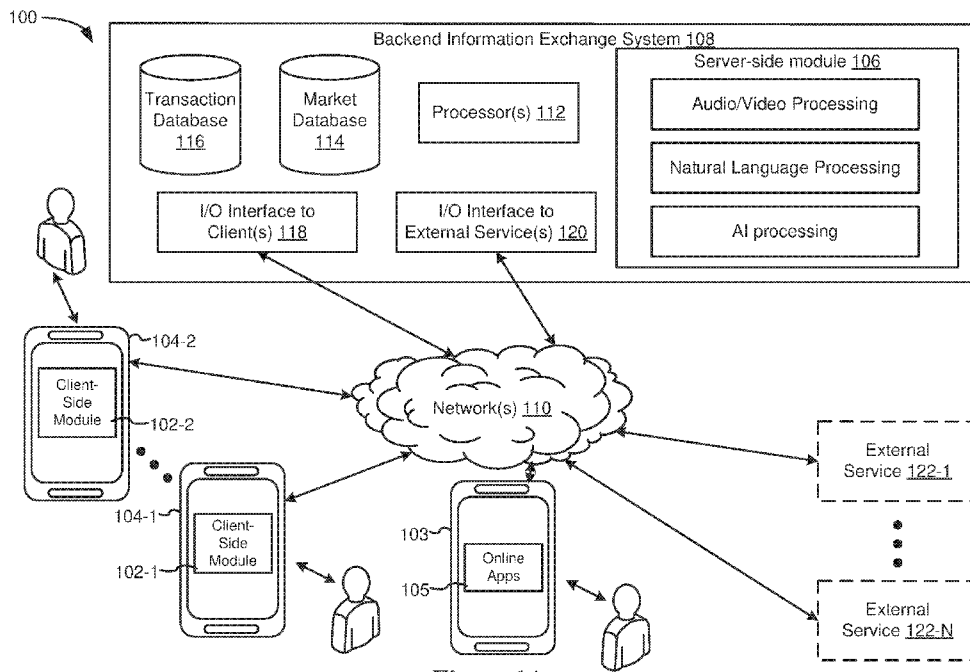 100
Backend Information Exchange System 108
Server-side module 106
Transaction
Database
116
Market
Database
114
Processor(s) 112
Audio/Video Processing
Natural Language Processing
AI processing
I/O Interface to
Client(s) 118
I/O Interface to
External Service(s) 120
104-2
Client-
Side
Module
102-2
Network(s) 110
104-1
Client-
Side
Module
102-1
103
Online
Apps
105
External
Service 122-1
External
Service 122-N